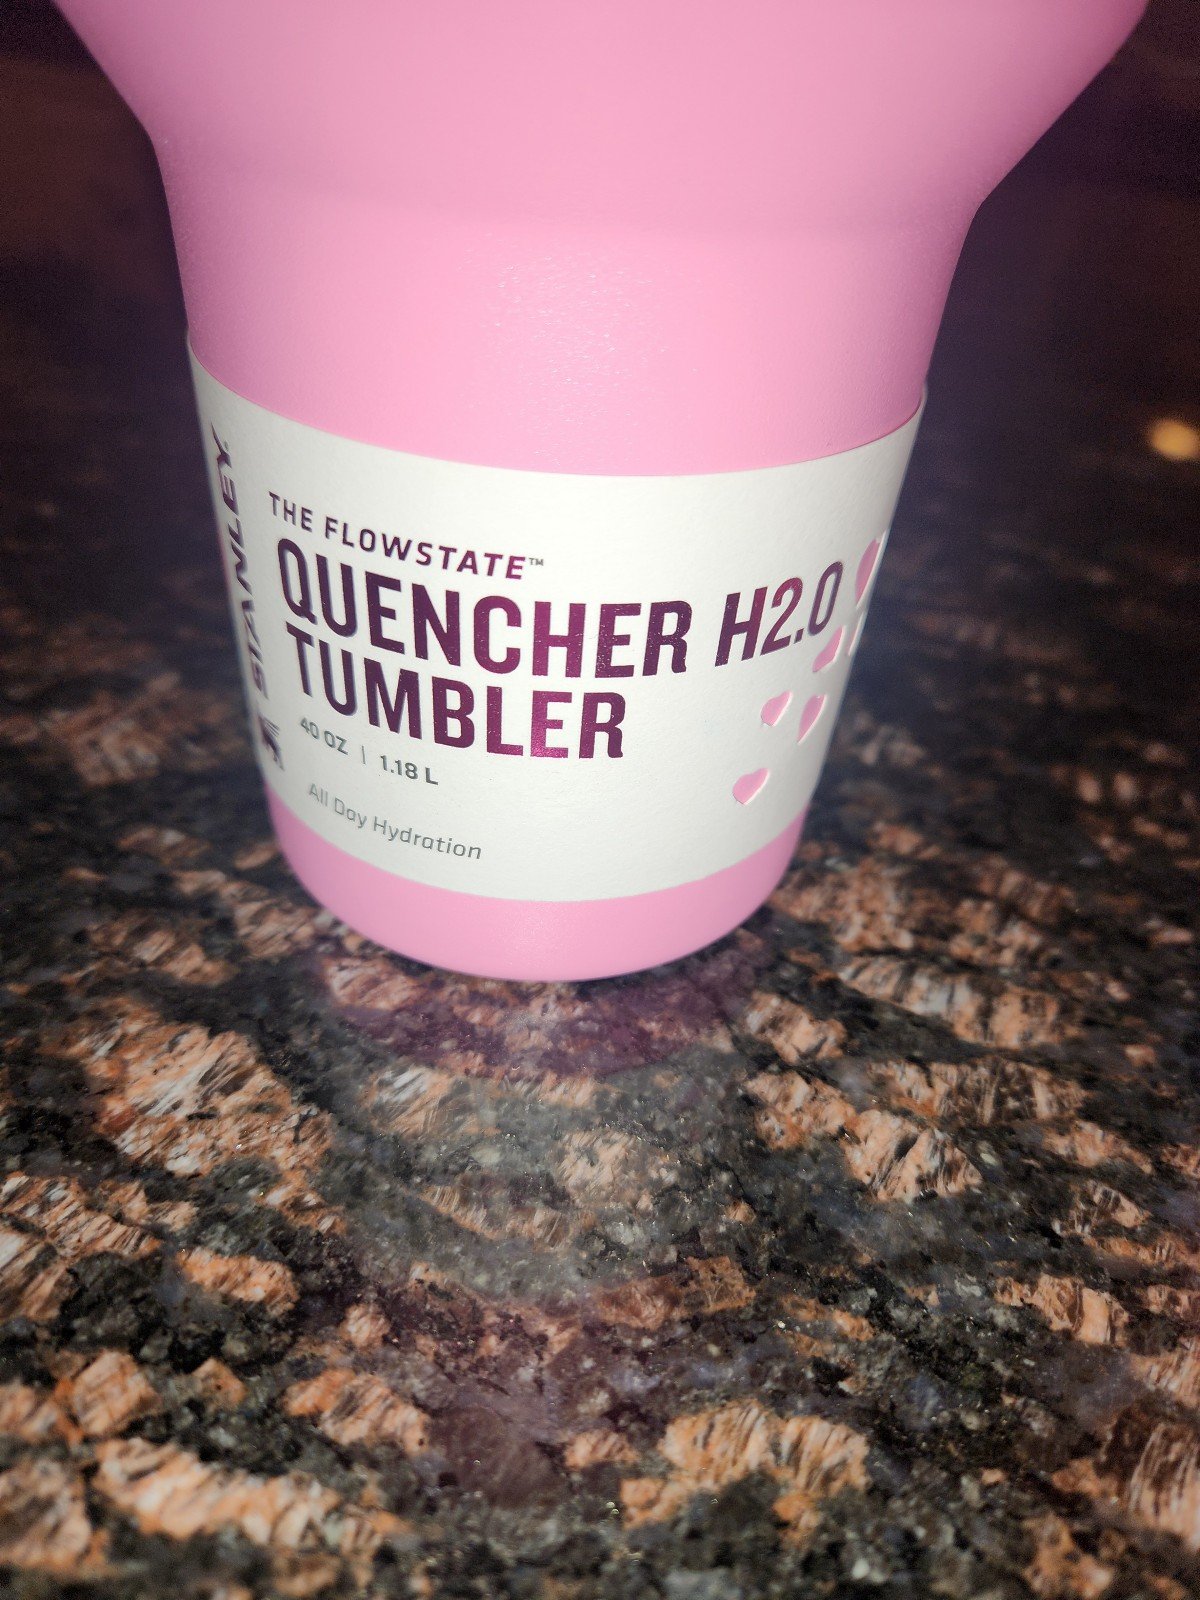 STANLEY®
THE FLOWSTATE™
QUENCHER H2.0
TUMBLER
40 OZ | 1.18 L
All Day Hydration